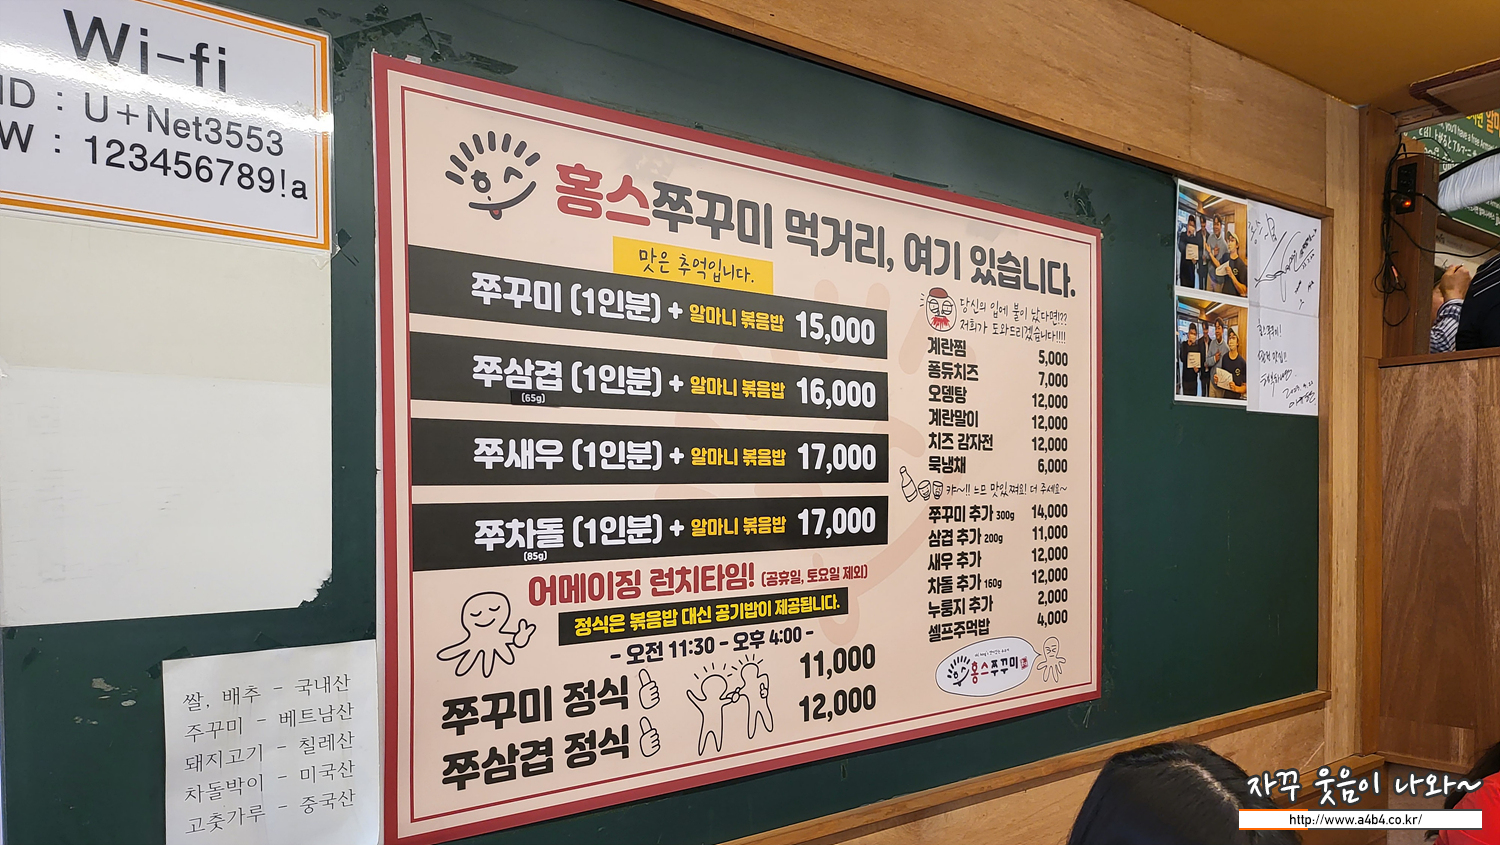 Wi-fi
ID : U+Net3553
W : 123456789!a
홍스쭈꾸미 먹거리, 여기 있습니다.
맛은 추억입니다.
쭈꾸미 (1인분) + 알마니 볶음밥 15,000
쭈삼겹 (1인분) + 알마니 볶음밥 16,000
(65g)
쭈새우 (1인분) + 알마니 볶음밥 17,000
쭈차돌 (1인분) + 알마니 볶음밥 17,000
(85g)
어메이징 런치타임! (공휴일, 토요일 제외)
정식은 볶음밥 대신 공기밥이 제공됩니다.
- 오전 11:30 - 오후 4:00 -
쭈꾸미 정식 11,000
쭈삼겹 정식 12,000
당신의 입에 불이 났다면!??
저희가 도와드리겠습니다!!!!
계란찜 5,000
퐁듀치즈 7,000
오뎅탕 12,000
계란말이 12,000
치즈 감자전 12,000
묵냉채 6,000
캬~!! 느므 맛있쪄요! 더 주세요~
쭈꾸미 추가 300g 14,000
삼겹 추가 200g 11,000
새우 추가 12,000
차돌 추가 160g 12,000
누룽지 추가 2,000
셀프주먹밥 4,000
홍스쭈꾸미
쌀, 배추 - 국내산
주꾸미 - 베트남산
돼지고기 - 칠레산
차돌박이 - 미국산
고춧가루 - 중국산
자꾸 웃음이 나와~
http://www.a4b4.co.kr/